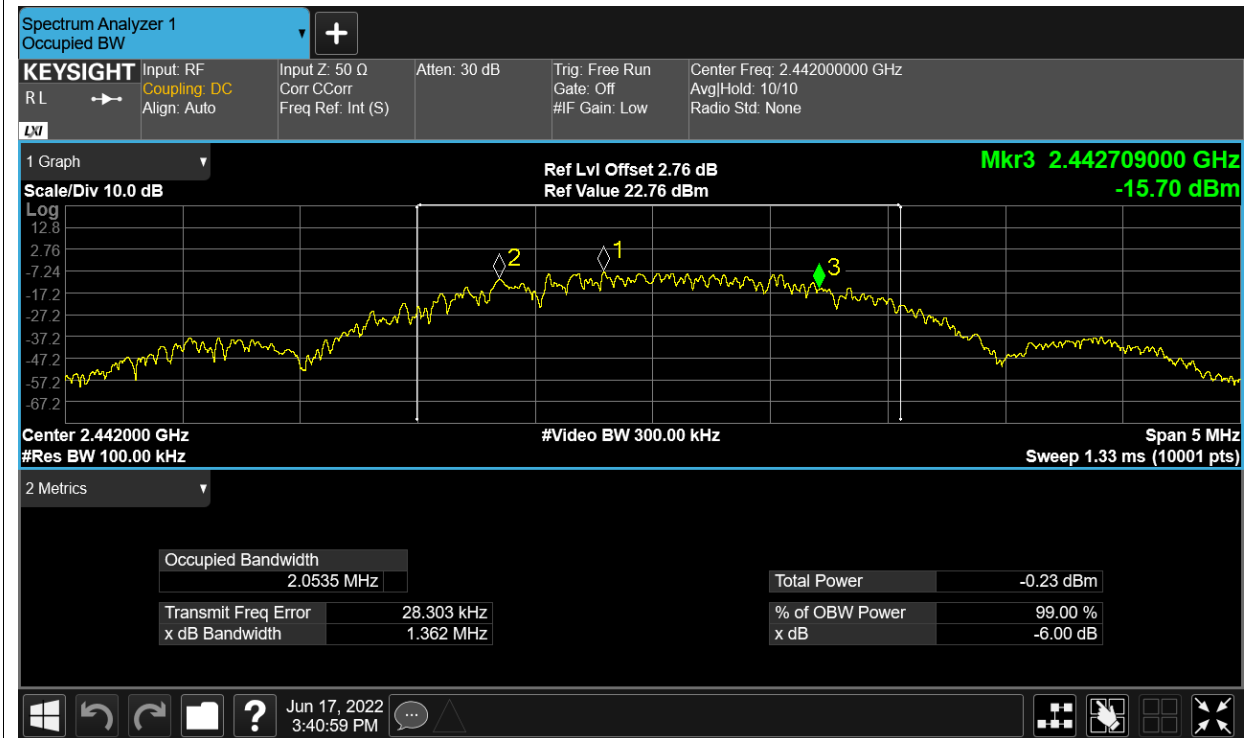 Spectrum Analyzer 1
Occupied BW
KEYSIGHT
R L
LXI
Input: RF
Coupling: DC
Align: Auto
Input Z: 50 Ω
Corr CCorr
Freq Ref: Int (S)
Atten: 30 dB
Trig: Free Run
Gate: Off
#IF Gain: Low
Center Freq: 2.442000000 GHz
Avg|Hold: 10/10
Radio Std: None
1 Graph
Scale/Div 10.0 dB
Ref Lvl Offset 2.76 dB
Ref Value 22.76 dBm
Mkr3 2.442709000 GHz
-15.70 dBm
Log
12.8
2.76
-7.24
-17.2
-27.2
-37.2
-47.2
-57.2
-67.2
2
1
3
Center 2.442000 GHz
#Video BW 300.00 kHz
Span 5 MHz
#Res BW 100.00 kHz
Sweep 1.33 ms (10001 pts)
2 Metrics
Occupied Bandwidth
2.0535 MHz
Total Power -0.23 dBm
Transmit Freq Error 28.303 kHz
% of OBW Power 99.00 %
x dB Bandwidth 1.362 MHz
x dB -6.00 dB
?
Jun 17, 2022
3:40:59 PM